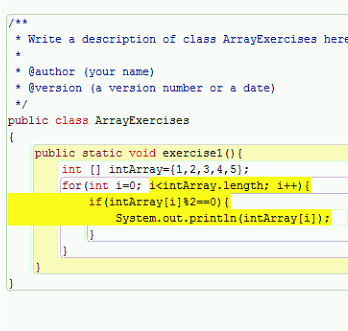 /**
* Write a description of class ArrayExercises here
*
* @author (your name)
* @version (a version number or a date)
*/
public class ArrayExercises
{
public static void exercise1(){
int [] intArray={1,2,3,4,5};
for(int i=0; i<intArray.length; i++){
if(intArray[i]%2==0){
System.out.println(intArray[i]);
}
}
}
}